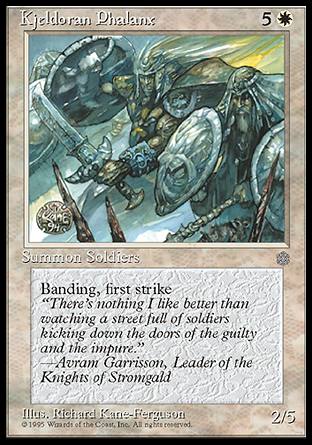 Kjeldoran Phalanx 5
Summon Soldiers
Banding, first strike
“There's nothing I like better than
watching a street full of soldiers
kicking down the doors of the guilty
and the impure.”
—Avram Garrisson, Leader of the
Knights of Stromgald
Illus. Richard Kane-Ferguson
©1995 Wizards of the Coast, Inc. All rights reserved.
2/5